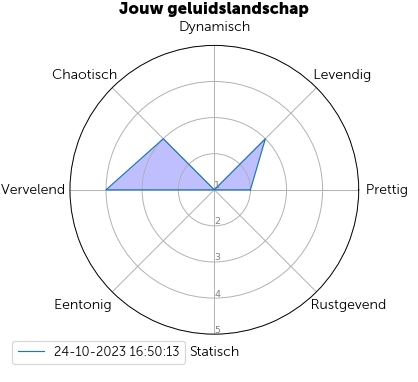 Jouw geluidslandschap
Dynamisch
Chaotisch
Levendig
Vervelend
Prettig
1
2
3
4
5
Eentonig
Rustgevend
24-10-2023 16:50:13
Statisch